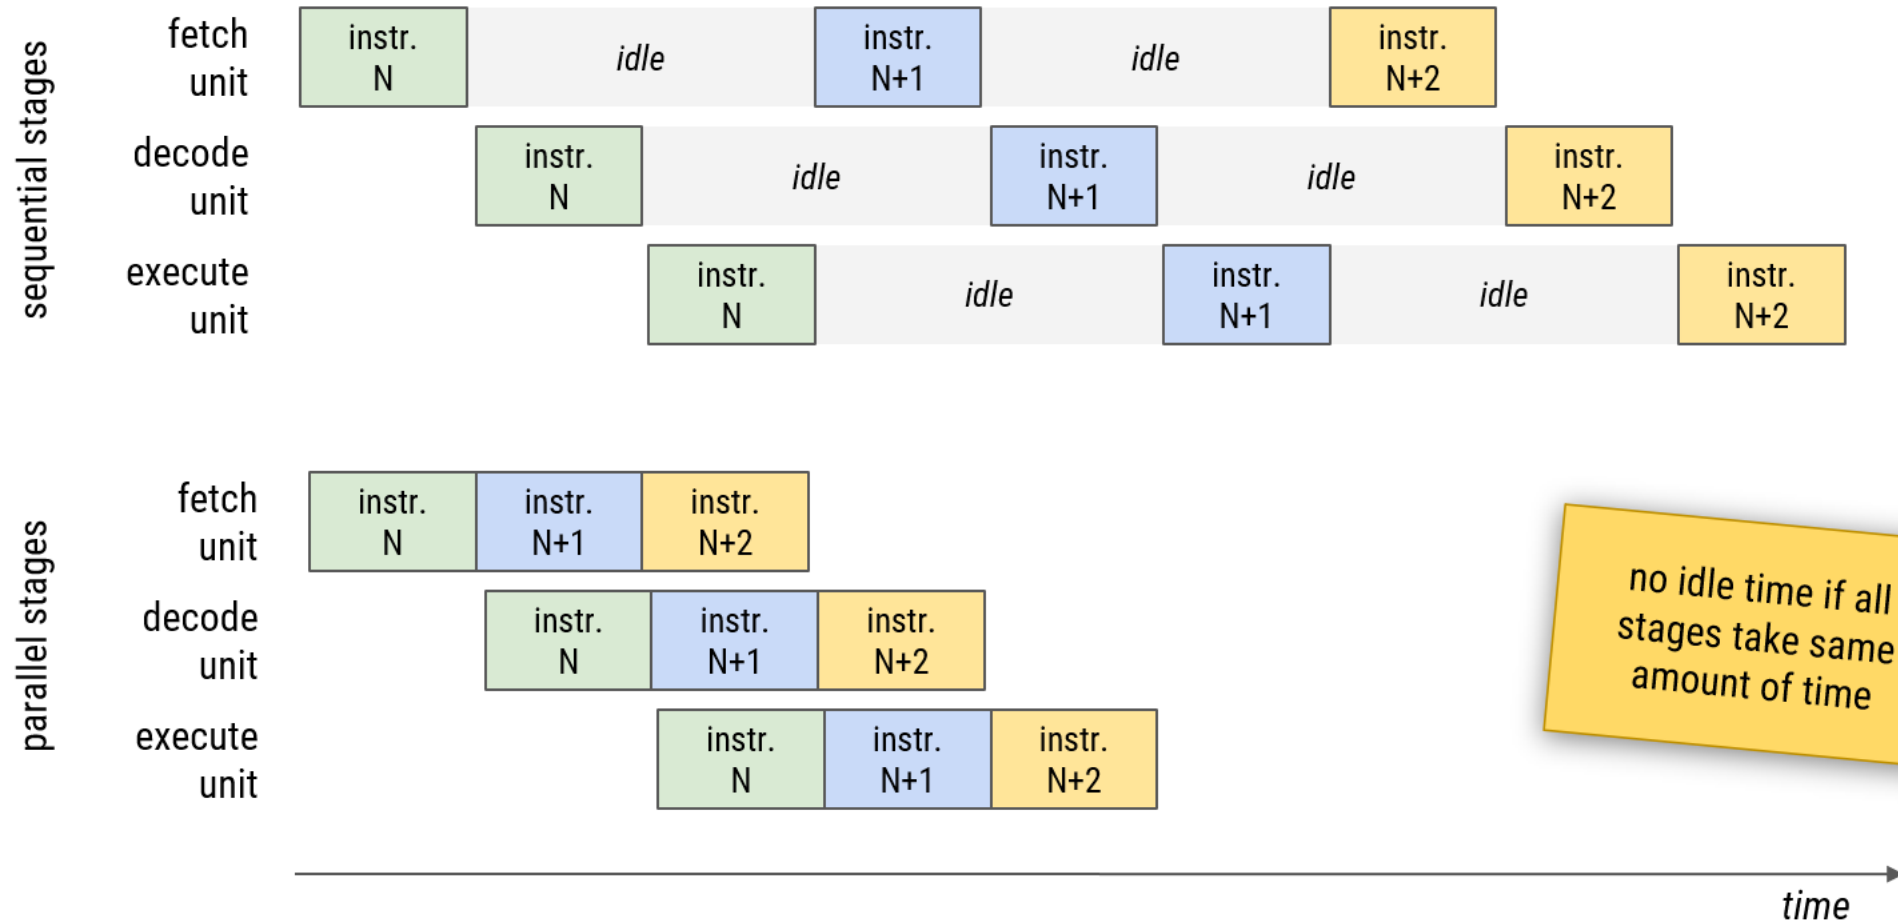 sequential stages
fetch
unit
instr.
N
idle
instr.
N+1
idle
instr.
N+2
decode
unit
instr.
N
idle
instr.
N+1
idle
instr.
N+2
execute
unit
instr.
N
idle
instr.
N+1
idle
instr.
N+2
parallel stages
fetch
unit
instr.
N
instr.
N+1
instr.
N+2
decode
unit
instr.
N
instr.
N+1
instr.
N+2
execute
unit
instr.
N
instr.
N+1
instr.
N+2
no idle time if all
stages take same
amount of time
time